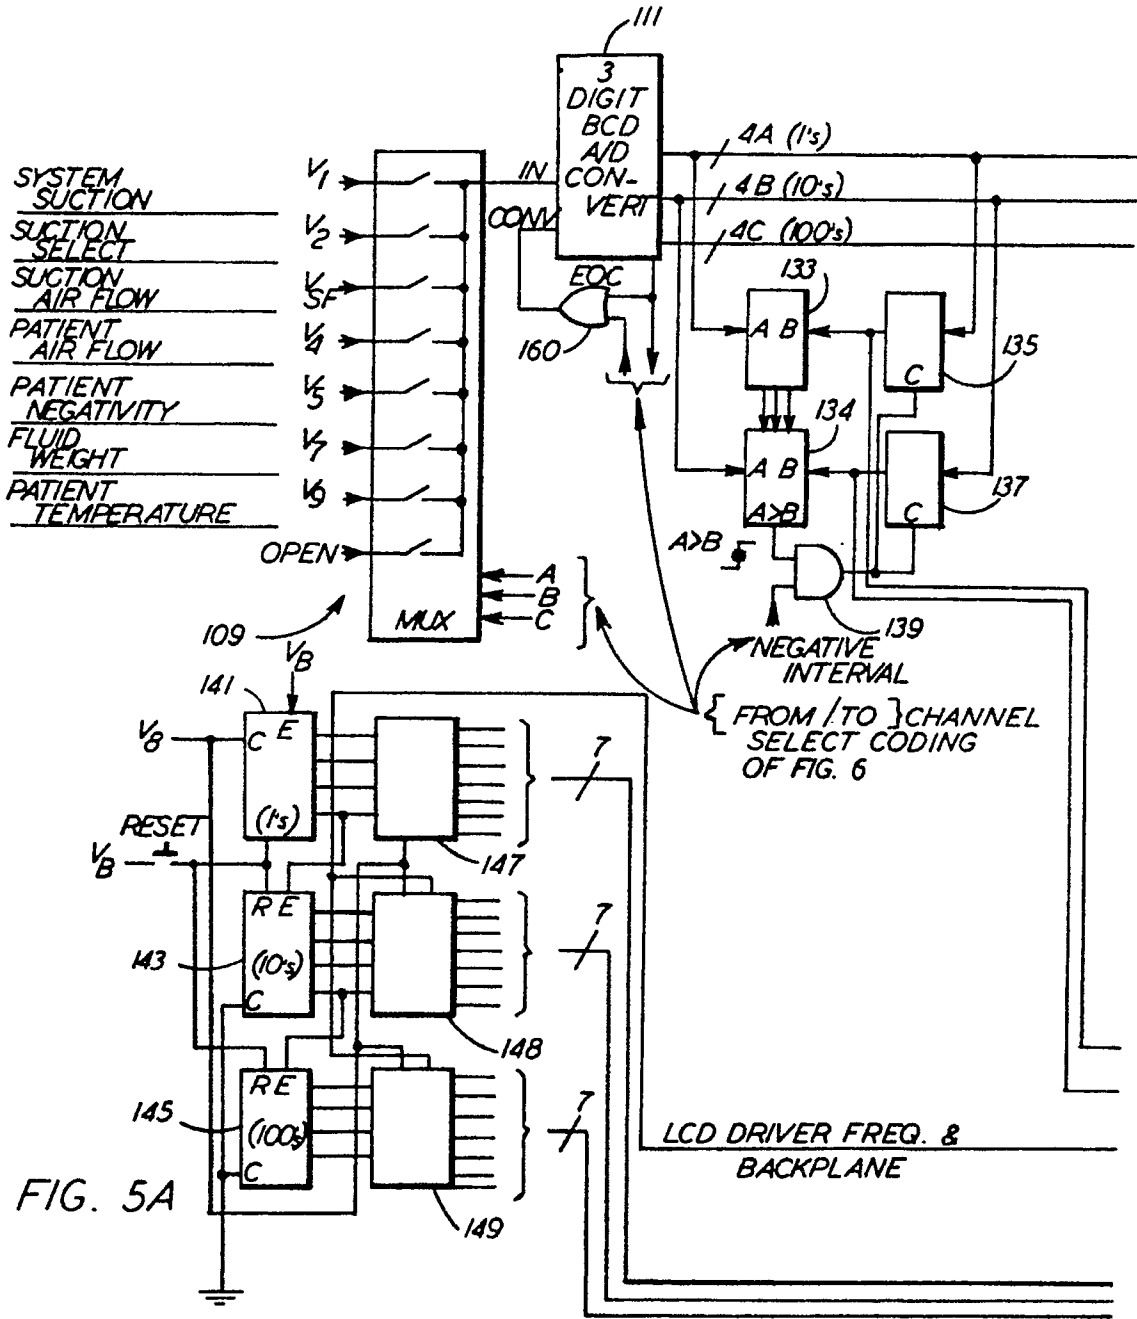 111
3
DIGIT
BCD
A/D
CON-
VERT
IN
CONV
EOC
160
4A (1's)
4B (10's)
4C (100's)
SYSTEM
SUCTION
SUCTION
SELECT
SUCTION
AIR FLOW
PATIENT
AIR FLOW
PATIENT
NEGATIVITY
FLUID
WEIGHT
PATIENT
TEMPERATURE
V1
V2
VSF
V4
V5
V7
V9
OPEN
A
B
C
MUX
109
133
A B
135
C
134
A B
A>B
137
C
A>B
139
NEGATIVE
INTERVAL
{ FROM / TO } CHANNEL
SELECT CODING
OF FIG. 6
VB
141
V8
C E
(1's)
RESET
VB
147
7
R E
143
(10's)
C
148
7
R E
145
(100's)
C
149
7
LCD DRIVER FREQ. &
BACKPLANE
FIG. 5A